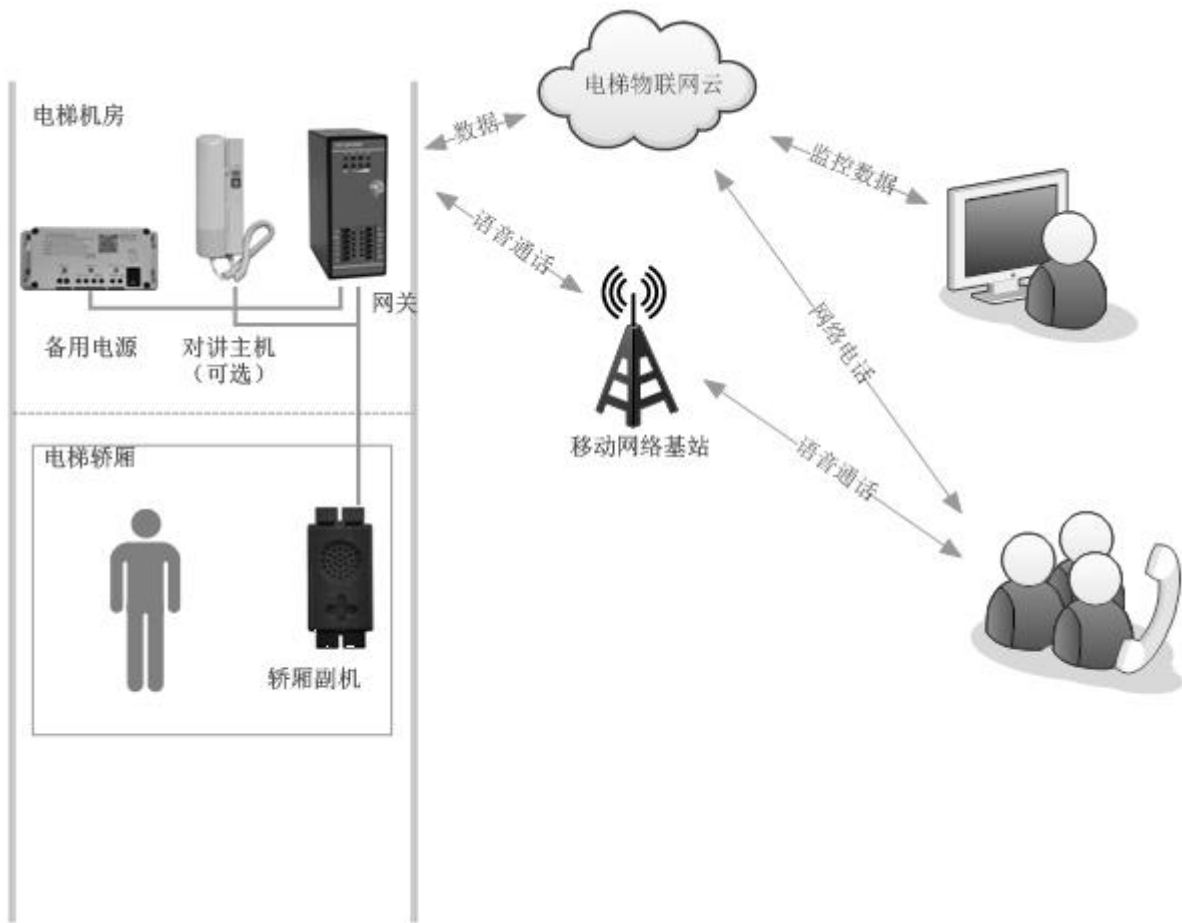 电梯物联网云
电梯机房
数据
监控数据
语音通话
网关
备用电源
对讲主机
（可选）
网络电话
移动网络基站
语音通话
电梯轿厢
轿厢副机